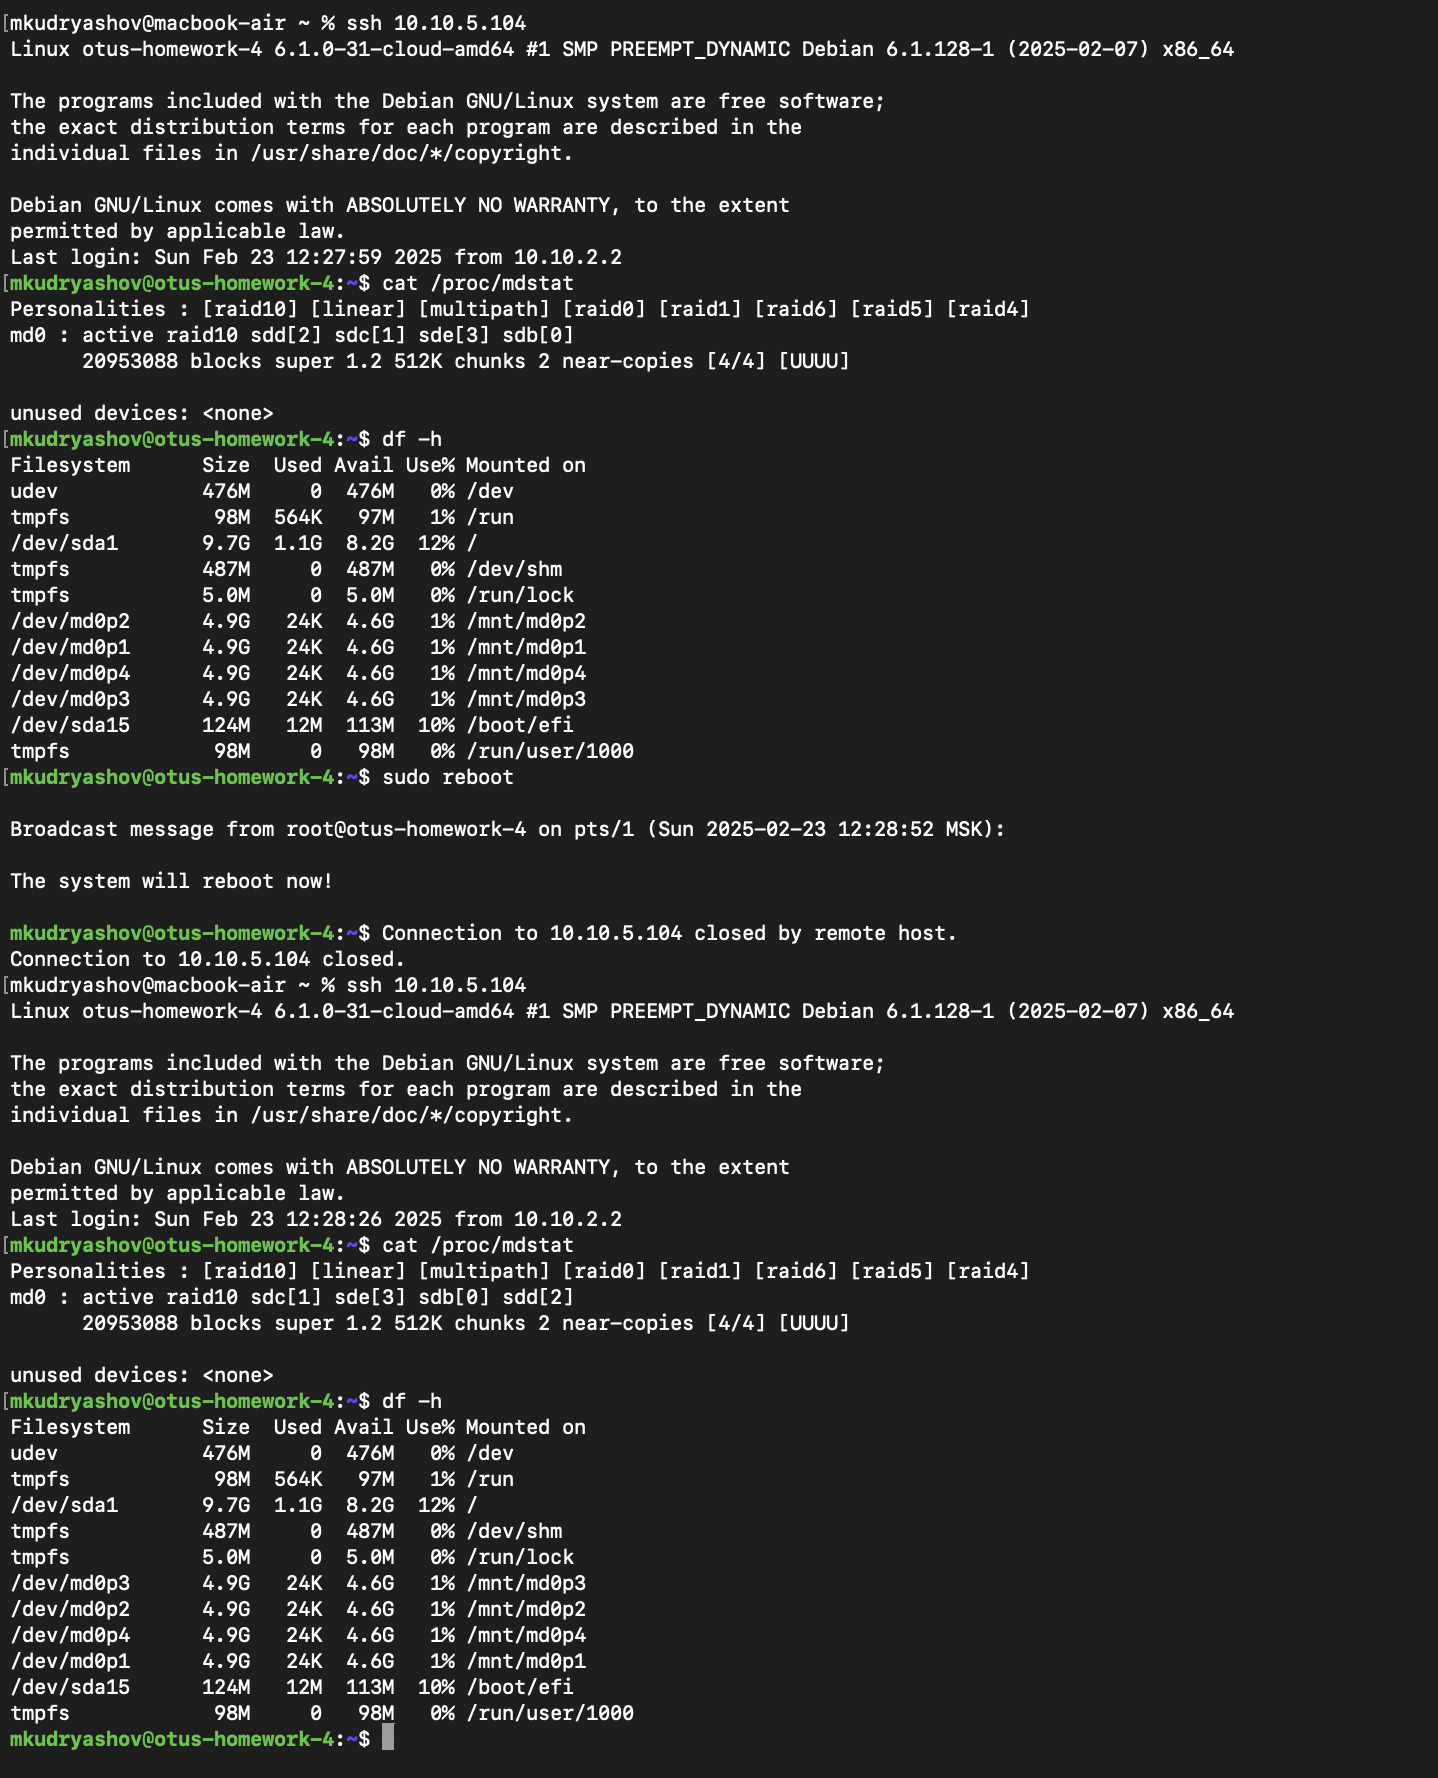 [mkudryashov@macbook-air ~ % ssh 10.10.5.104
Linux otus-homework-4 6.1.0-31-cloud-amd64 #1 SMP PREEMPT_DYNAMIC Debian 6.1.128-1 (2025-02-07) x86_64

The programs included with the Debian GNU/Linux system are free software;
the exact distribution terms for each program are described in the
individual files in /usr/share/doc/*/copyright.

Debian GNU/Linux comes with ABSOLUTELY NO WARRANTY, to the extent
permitted by applicable law.
Last login: Sun Feb 23 12:27:59 2025 from 10.10.2.2
[mkudryashov@otus-homework-4:~$ cat /proc/mdstat
Personalities : [raid10] [linear] [multipath] [raid0] [raid1] [raid6] [raid5] [raid4]
md0 : active raid10 sdd[2] sdc[1] sde[3] sdb[0]
      20953088 blocks super 1.2 512K chunks 2 near-copies [4/4] [UUUU]

unused devices: <none>
[mkudryashov@otus-homework-4:~$ df -h
Filesystem      Size  Used Avail Use% Mounted on
udev            476M     0  476M   0% /dev
tmpfs            98M  564K   97M   1% /run
/dev/sda1       9.7G  1.1G  8.2G  12% /
tmpfs           487M     0  487M   0% /dev/shm
tmpfs           5.0M     0  5.0M   0% /run/lock
/dev/md0p2      4.9G   24K  4.6G   1% /mnt/md0p2
/dev/md0p1      4.9G   24K  4.6G   1% /mnt/md0p1
/dev/md0p4      4.9G   24K  4.6G   1% /mnt/md0p4
/dev/md0p3      4.9G   24K  4.6G   1% /mnt/md0p3
/dev/sda15      124M   12M  113M  10% /boot/efi
tmpfs            98M     0   98M   0% /run/user/1000
[mkudryashov@otus-homework-4:~$ sudo reboot

Broadcast message from root@otus-homework-4 on pts/1 (Sun 2025-02-23 12:28:52 MSK):

The system will reboot now!

mkudryashov@otus-homework-4:~$ Connection to 10.10.5.104 closed by remote host.
Connection to 10.10.5.104 closed.
[mkudryashov@macbook-air ~ % ssh 10.10.5.104
Linux otus-homework-4 6.1.0-31-cloud-amd64 #1 SMP PREEMPT_DYNAMIC Debian 6.1.128-1 (2025-02-07) x86_64

The programs included with the Debian GNU/Linux system are free software;
the exact distribution terms for each program are described in the
individual files in /usr/share/doc/*/copyright.

Debian GNU/Linux comes with ABSOLUTELY NO WARRANTY, to the extent
permitted by applicable law.
Last login: Sun Feb 23 12:28:26 2025 from 10.10.2.2
[mkudryashov@otus-homework-4:~$ cat /proc/mdstat
Personalities : [raid10] [linear] [multipath] [raid0] [raid1] [raid6] [raid5] [raid4]
md0 : active raid10 sdc[1] sde[3] sdb[0] sdd[2]
      20953088 blocks super 1.2 512K chunks 2 near-copies [4/4] [UUUU]

unused devices: <none>
[mkudryashov@otus-homework-4:~$ df -h
Filesystem      Size  Used Avail Use% Mounted on
udev            476M     0  476M   0% /dev
tmpfs            98M  564K   97M   1% /run
/dev/sda1       9.7G  1.1G  8.2G  12% /
tmpfs           487M     0  487M   0% /dev/shm
tmpfs           5.0M     0  5.0M   0% /run/lock
/dev/md0p3      4.9G   24K  4.6G   1% /mnt/md0p3
/dev/md0p2      4.9G   24K  4.6G   1% /mnt/md0p2
/dev/md0p4      4.9G   24K  4.6G   1% /mnt/md0p4
/dev/md0p1      4.9G   24K  4.6G   1% /mnt/md0p1
/dev/sda15      124M   12M  113M  10% /boot/efi
tmpfs            98M     0   98M   0% /run/user/1000
mkudryashov@otus-homework-4:~$